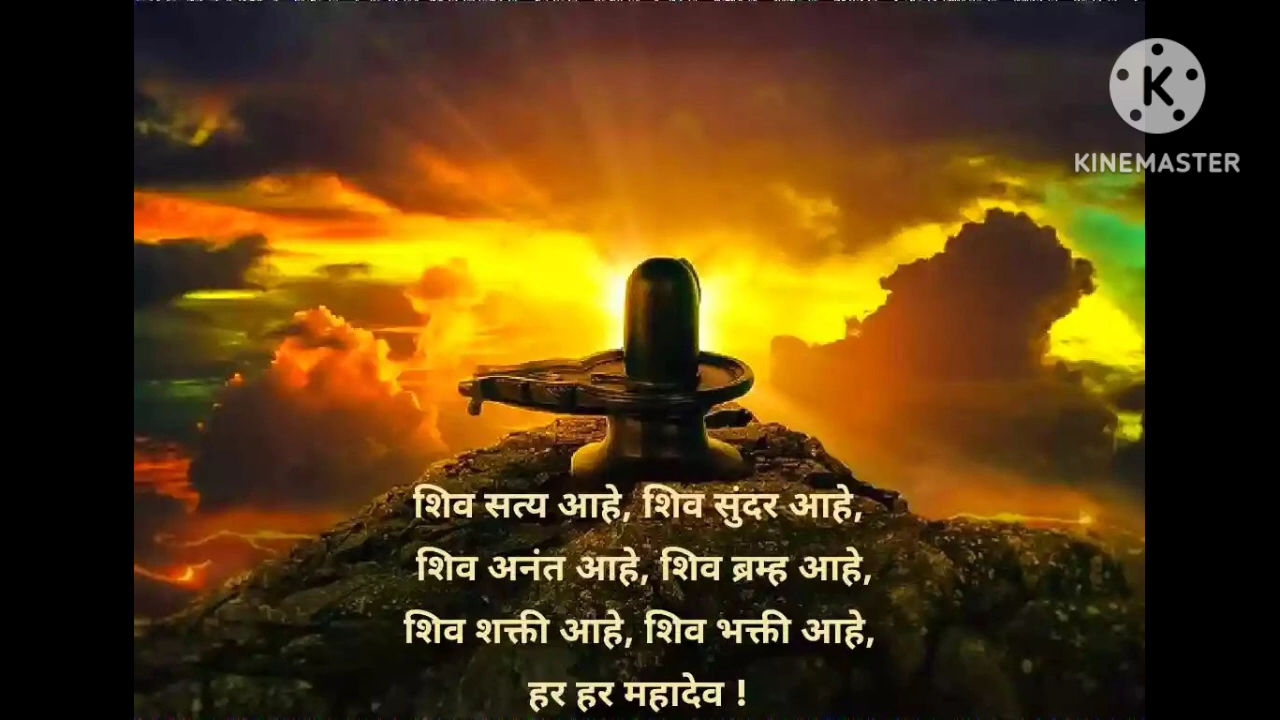 KINEMASTER
शिव सत्य आहे, शिव सुंदर आहे,
शिव अनंत आहे, शिव ब्रम्ह आहे,
शिव शक्ती आहे, शिव भक्ती आहे,
हर हर महादेव !